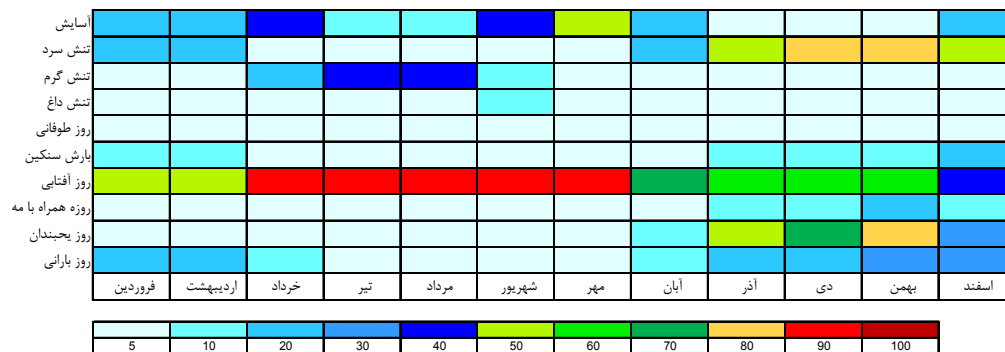 آسایش
تنش سرد
تنش گرم
تنش داغ
روز طوفانی
بارش سنکین
روز آفتابی
روزه همراه با مه
روز یحبندان
روز بارانی
فروردین اردیبهشت خرداد تیر مرداد شهریور مهر آبان آذر دی بهمن اسفند
5 10 20 30 40 50 60 70 80 90 100